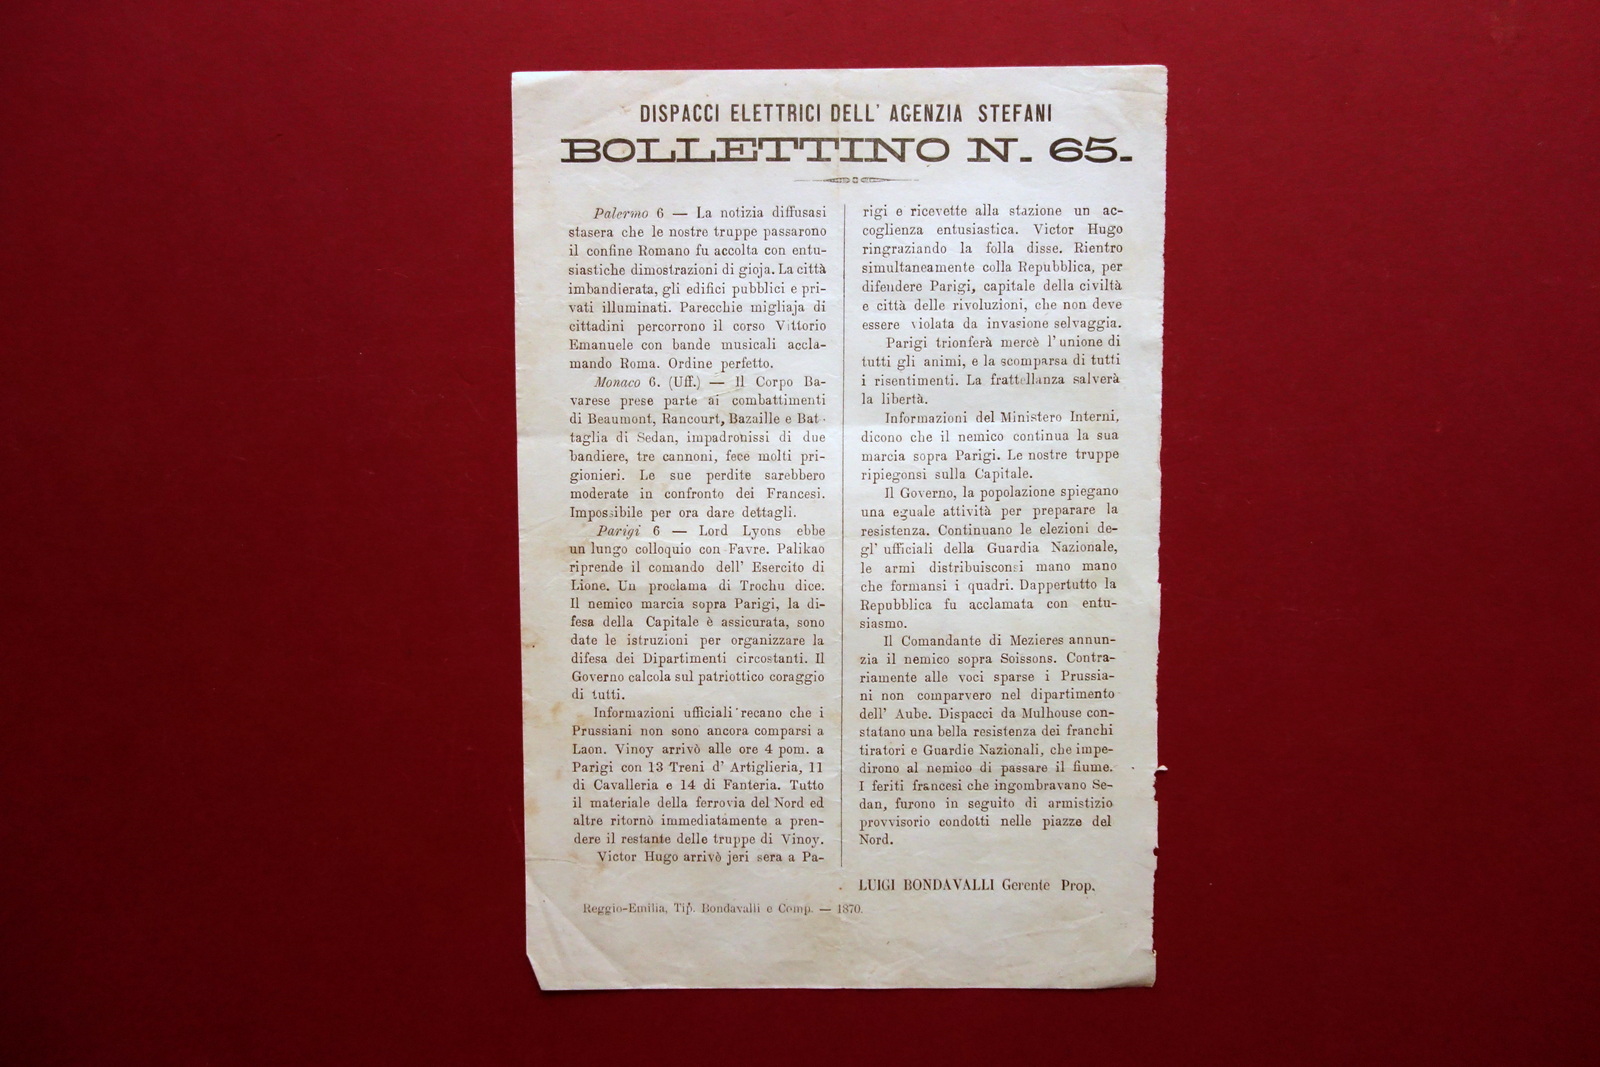 DISPACCI ELETTRICI DELL' AGENZIA STEFANI
BOLLETTINO N. 65.
Palermo 6 — La notizia diffusasi
stasera che le nostre truppe passarono
il confine Romano fu accolta con entu-
siastiche dimostrazioni di gioja. La città
imbandierata, gli edifici pubblici e pri-
vati illuminati. Parecchie migliaja di
cittadini percorrono il corso Vittorio
Emanuele con bande musicali accla-
mando Roma. Ordine perfetto.
Monaco 6. (Uff.) — Il Corpo Ba-
varese prese parte ai combattimenti
di Beaumont, Rancourt, Bazaille e Bat-
taglia di Sedan, impadronissi di due
bandiere, tre cannoni, fece molti pri-
gionieri. Le sue perdite sarebbero
moderate in confronto dei Francesi.
Impossibile per ora dare dettagli.
Parigi 6 — Lord Lyons ebbe
un lungo colloquio con Favre. Palikao
riprende il comando dell' Esercito di
Lione. Un proclama di Trochu dice.
Il nemico marcia sopra Parigi, la di-
fesa della Capitale è assicurata, sono
date le istruzioni per organizzare la
difesa dei Dipartimenti circostanti. Il
Governo calcola sul patriottico coraggio
di tutti.
Informazioni ufficiali recano che i
Prussiani non sono ancora comparsi a
Laon. Vinoy arrivò alle ore 4 pom. a
Parigi con 13 Treni d' Artiglieria, 11
di Cavalleria e 14 di Fanteria. Tutto
il materiale della ferrovia del Nord ed
altre ritornò immediatamente a pren-
dere il restante delle truppe di Vinoy.
Victor Hugo arrivò jeri sera a Pa-
rigi e ricevette alla stazione un ac-
coglienza entusiastica. Victor Hugo
ringraziando la folla disse. Rientro
simultaneamente colla Repubblica, per
difendere Parigi, capitale della civiltà
e città delle rivoluzioni, che non deve
essere violata da invasione selvaggia.
Parigi trionferà mercè l' unione di
tutti gli animi, e la scomparsa di tutti
i risentimenti. La frattellanza salverà
la libertà.
Informazioni del Ministero Interni,
dicono che il nemico continua la sua
marcia sopra Parigi. Le nostre truppe
ripiegonsi sulla Capitale.
Il Governo, la popolazione spiegano
una eguale attività per preparare la
resistenza. Continuano le elezioni de-
gl' ufficiali della Guardia Nazionale,
le armi distribuisconsi mano mano
che formansi i quadri. Dappertutto la
Repubblica fu acclamata con entu-
siasmo.
Il Comandante di Mezieres annun-
zia il nemico sopra Soissons. Contra-
riamente alle voci sparse i Prussia-
ni non comparvero nel dipartimento
dell' Aube. Dispacci da Mulhouse con-
statano una bella resistenza dei franchi
tiratori e Guardie Nazionali, che impe-
dirono al nemico di passare il fiume.
I feriti francesi che ingombravano Se-
dan, furono in seguito di armistizio
provvisorio condotti nelle piazze del
Nord.
LUIGI BONDAVALLI Gerente Prop.
Reggio-Emilia, Tip. Bondavalli e Comp. — 1870.